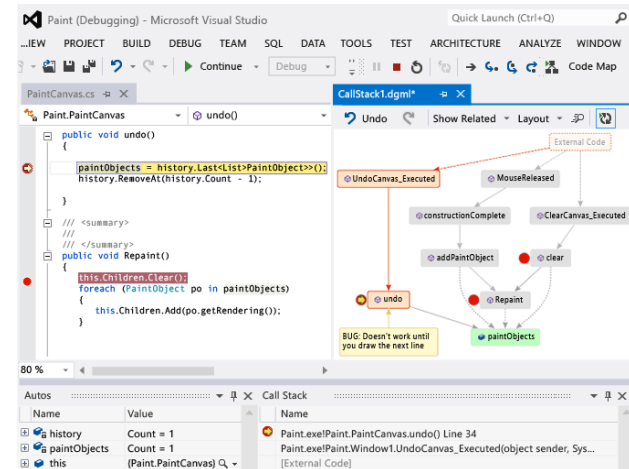 Paint (Debugging) - Microsoft Visual Studio
Quick Launch (Ctrl+Q)
...IEW PROJECT BUILD DEBUG TEAM SQL DATA TOOLS TEST ARCHITECTURE ANALYZE WINDOW
Continue Debug Code Map
PaintCanvas.cs
CallStack1.dgml*
Paint.PaintCanvas undo()
Undo Show Related Layout
public void undo()
{
paintObjects = history.Last<List>PaintObject>>();
history.RemoveAt(history.Count - 1);
}
/// <summary>
///
/// </summary>
public void Repaint()
{
this.Children.Clear();
foreach (PaintObject po in paintObjects)
{
this.Children.Add(po.getRendering());
}
80 %
External Code
UndoCanvas_Executed
MouseReleased
constructionComplete
ClearCanvas_Executed
addPaintObject
clear
undo
Repaint
BUG: Doesn't work until
you draw the next line
paintObjects
Autos
Name Value
history Count = 1
paintObjects Count = 1
this {Paint.PaintCanvas}
Call Stack
Name
Paint.exe!Paint.PaintCanvas.undo() Line 34
Paint.exe!Paint.Window1.UndoCanvas_Executed(object sender, Sys...
[External Code]